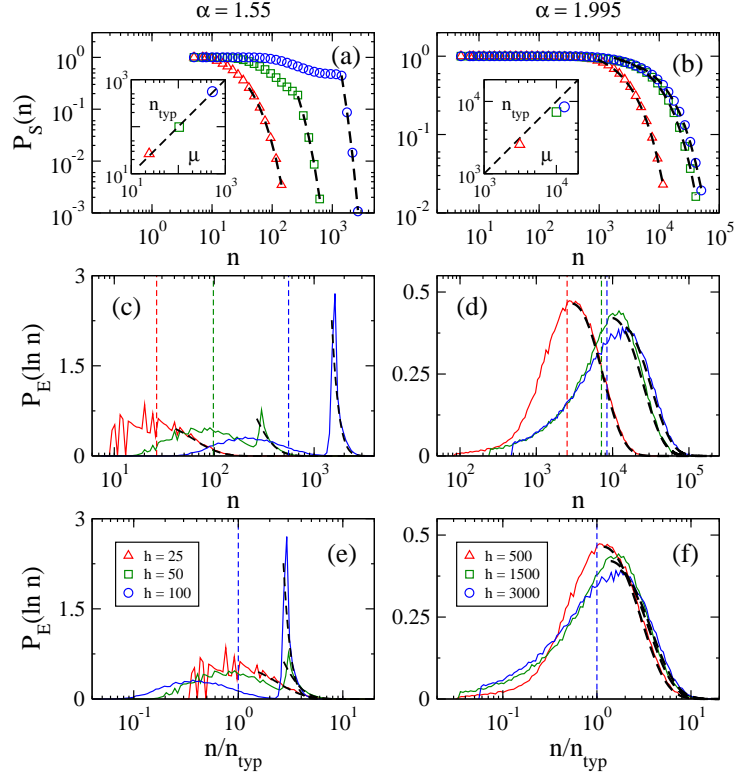 α = 1.55 α = 1.995
10^0 10^-1 10^-2 10^-3
P_S(n)
(a)
10^3
n_typ
μ
10^1
10^1 10^3
10^0 10^1 10^2 10^3
n
10^0 10^-1 10^-2
(b)
10^4
n_typ
μ
10^3
10^3 10^4
10^0 10^1 10^2 10^3 10^4 10^5
n
P_E(ln n)
3 1.5 0
(c)
10^1 10^2 10^3
n
0.5 0.25 0
(d)
10^2 10^3 10^4 10^5
n
P_E(ln n)
3 1.5 0
(e)
h = 25
h = 50
h = 100
10^-1 10^0 10^1
n/n_typ
0.5 0.25 0
(f)
h = 500
h = 1500
h = 3000
10^-1 10^0 10^1
n/n_typ